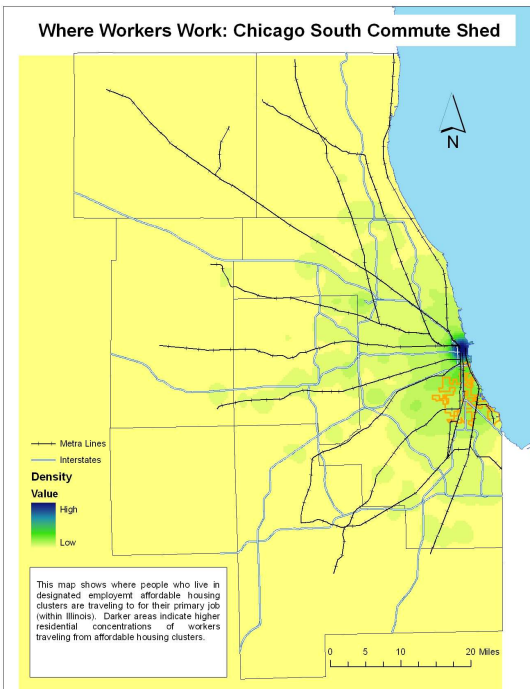 Where Workers Work: Chicago South Commute Shed
N
Metra Lines
Interstates
Density
Value
High
Low
This map shows where people who live in
designated employemt affordable housing
clusters are traveling to for their primary job
(within Illinois). Darker areas indicate higher
residential concentrations of workers
traveling from affordable housing clusters.
0 5 10 20 Miles